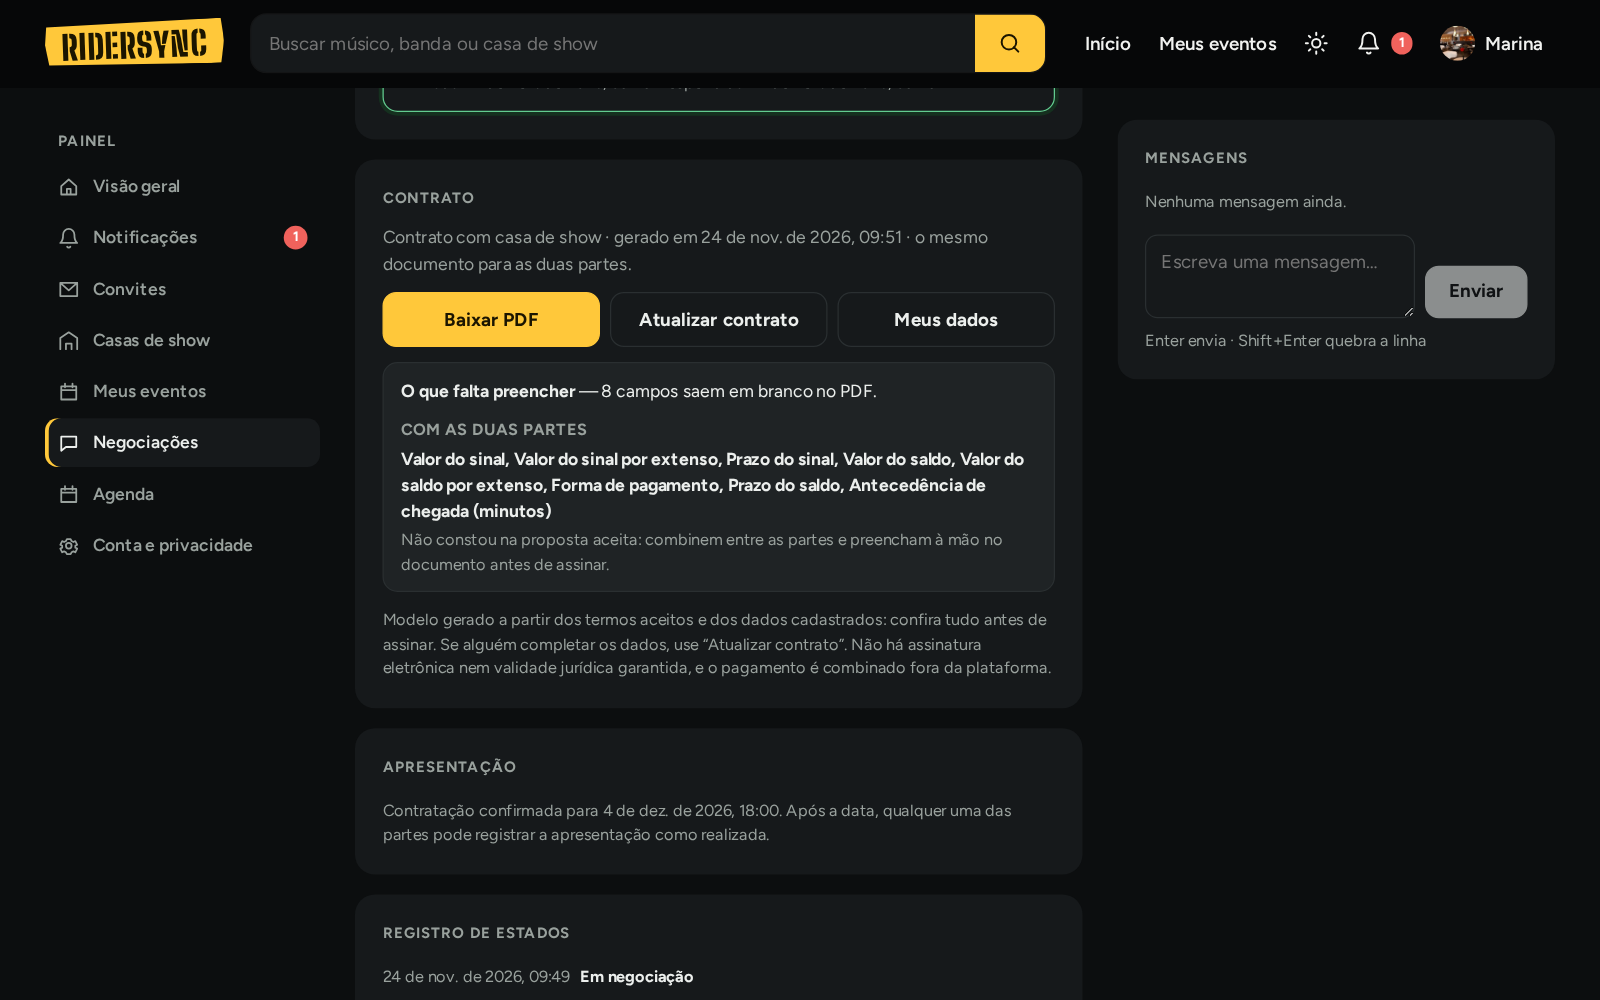 RIDERSYNC
Buscar músico, banda ou casa de show
Início
Meus eventos
1
Marina
PAINEL
Visão geral
Notificações
1
Convites
Casas de show
Meus eventos
Negociações
Agenda
Conta e privacidade
CONTRATO
Contrato com casa de show · gerado em 24 de nov. de 2026, 09:51 · o mesmo
documento para as duas partes.
Baixar PDF
Atualizar contrato
Meus dados
O que falta preencher — 8 campos saem em branco no PDF.
COM AS DUAS PARTES
Valor do sinal, Valor do sinal por extenso, Prazo do sinal, Valor do saldo, Valor do
saldo por extenso, Forma de pagamento, Prazo do saldo, Antecedência de
chegada (minutos)
Não constou na proposta aceita: combinem entre as partes e preencham à mão no
documento antes de assinar.
Modelo gerado a partir dos termos aceitos e dos dados cadastrados: confira tudo antes de
assinar. Se alguém completar os dados, use “Atualizar contrato”. Não há assinatura
eletrônica nem validade jurídica garantida, e o pagamento é combinado fora da plataforma.
APRESENTAÇÃO
Contratação confirmada para 4 de dez. de 2026, 18:00. Após a data, qualquer uma das
partes pode registrar a apresentação como realizada.
REGISTRO DE ESTADOS
24 de nov. de 2026, 09:49 Em negociação
MENSAGENS
Nenhuma mensagem ainda.
Escreva uma mensagem...
Enviar
Enter envia · Shift+Enter quebra a linha